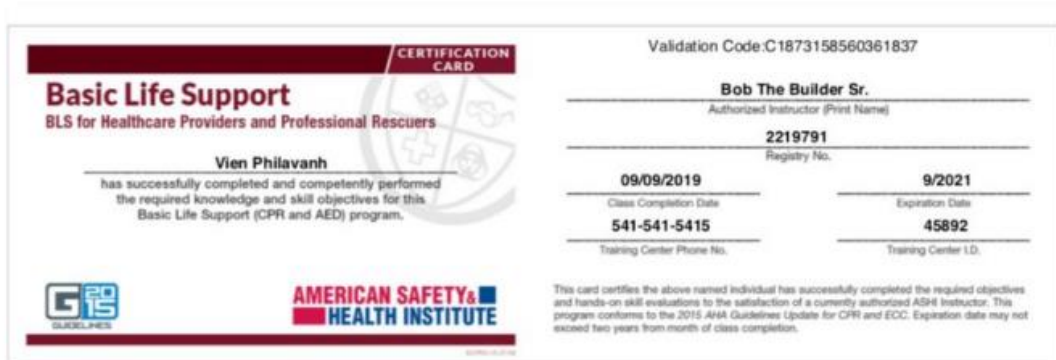 CERTIFICATION
CARD
Basic Life Support
BLS for Healthcare Providers and Professional Rescuers
Vien Philavanh
has successfully completed and competently performed
the required knowledge and skill objectives for this
Basic Life Support (CPR and AED) program.
G2015
GUIDELINES
AMERICAN SAFETY&
HEALTH INSTITUTE
Validation Code:C1873158560361837
Bob The Builder Sr.
Authorized Instructor (Print Name)
2219791
Registry No.
09/09/2019 9/2021
Class Completion Date Expiration Date
541-541-5415 45892
Training Center Phone No. Training Center I.D.
This card certifies the above named individual has successfully completed the required objectives
and hands-on skill evaluations to the satisfaction of a currently authorized ASHI Instructor. This
program conforms to the 2015 AHA Guidelines Update for CPR and ECC. Expiration date may not
exceed two years from month of class completion.